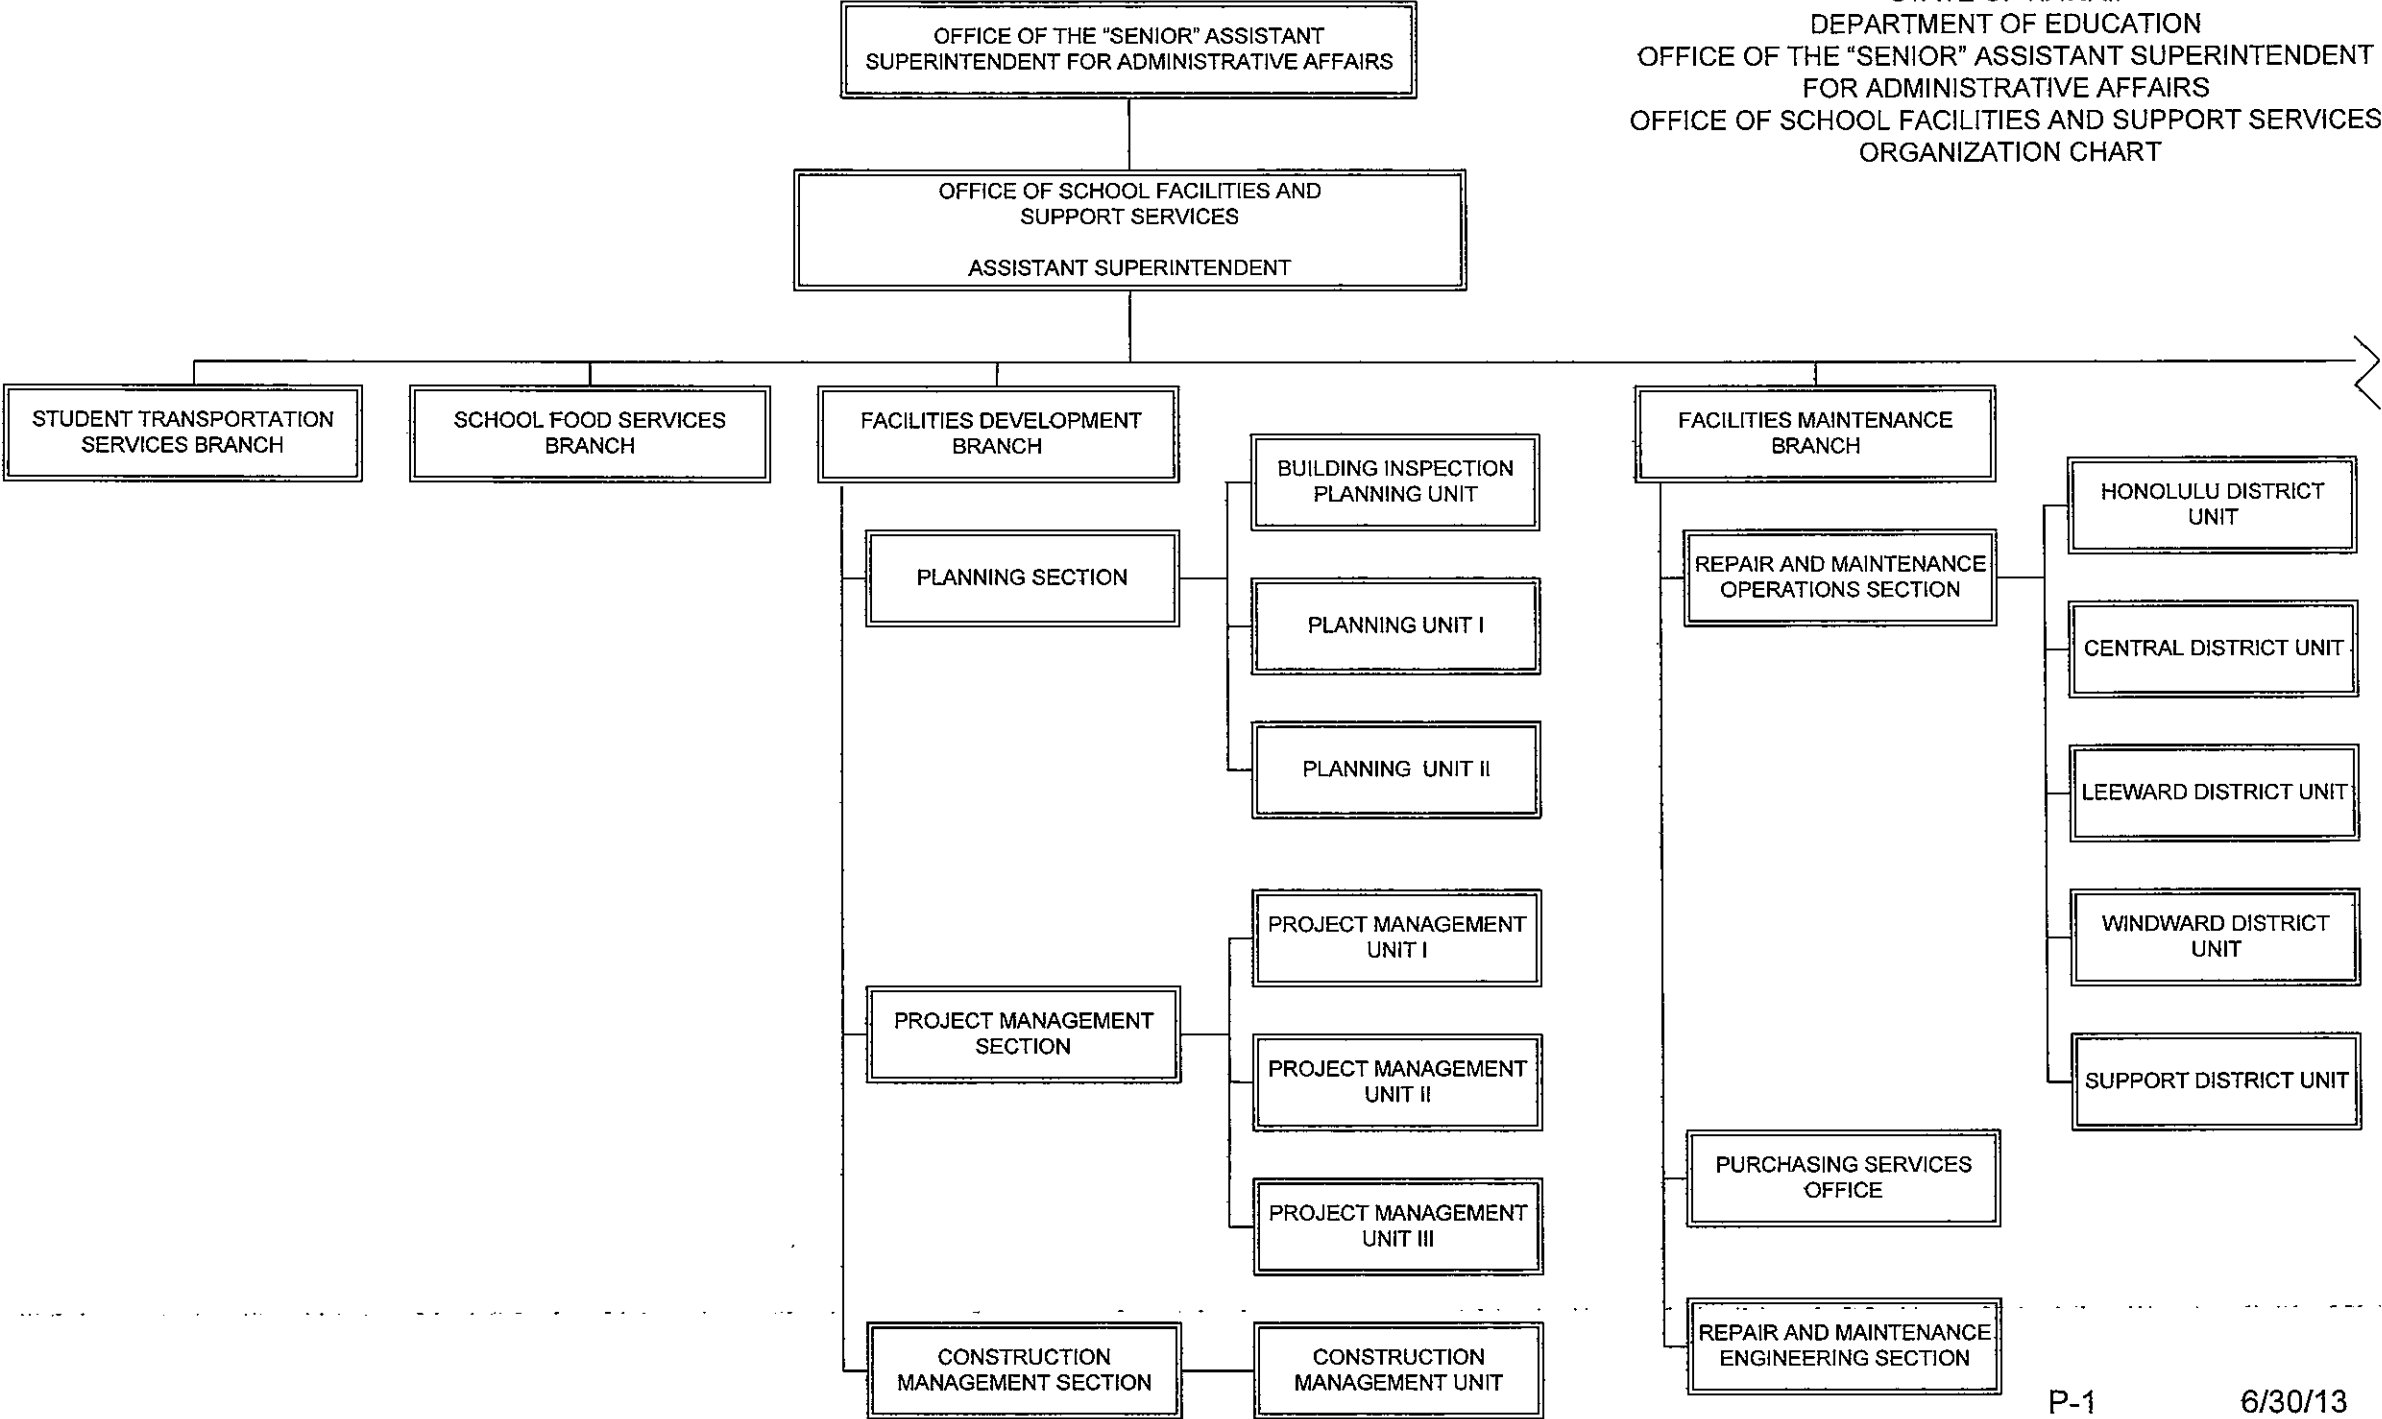 DEPARTMENT OF EDUCATION
OFFICE OF THE “SENIOR” ASSISTANT SUPERINTENDENT
FOR ADMINISTRATIVE AFFAIRS
OFFICE OF SCHOOL FACILITIES AND SUPPORT SERVICES
ORGANIZATION CHART
OFFICE OF THE “SENIOR” ASSISTANT
SUPERINTENDENT FOR ADMINISTRATIVE AFFAIRS
OFFICE OF SCHOOL FACILITIES AND
SUPPORT SERVICES
ASSISTANT SUPERINTENDENT
STUDENT TRANSPORTATION
SERVICES BRANCH
SCHOOL FOOD SERVICES
BRANCH
FACILITIES DEVELOPMENT
BRANCH
PLANNING SECTION
BUILDING INSPECTION
PLANNING UNIT
PLANNING UNIT I
PLANNING UNIT II
PROJECT MANAGEMENT
SECTION
PROJECT MANAGEMENT
UNIT I
PROJECT MANAGEMENT
UNIT II
PROJECT MANAGEMENT
UNIT III
CONSTRUCTION
MANAGEMENT SECTION
CONSTRUCTION
MANAGEMENT UNIT
FACILITIES MAINTENANCE
BRANCH
REPAIR AND MAINTENANCE
OPERATIONS SECTION
HONOLULU DISTRICT
UNIT
CENTRAL DISTRICT UNIT
LEEWARD DISTRICT UNIT
WINDWARD DISTRICT
UNIT
SUPPORT DISTRICT UNIT
PURCHASING SERVICES
OFFICE
REPAIR AND MAINTENANCE
ENGINEERING SECTION
P-1
6/30/13